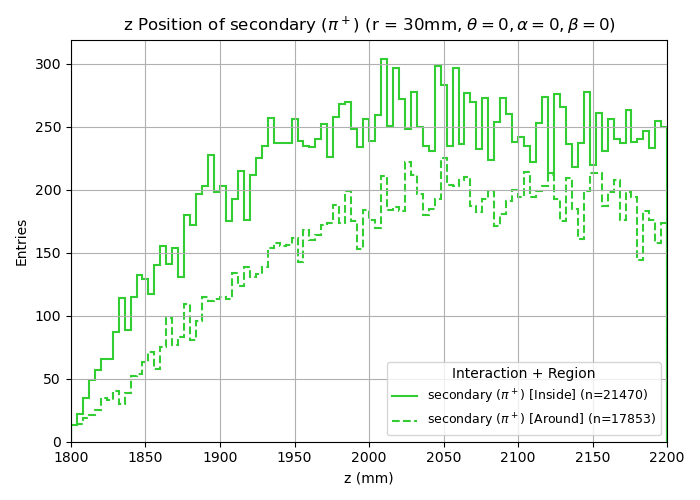 z Position of secondary (π⁺) (r = 30mm, θ = 0, α = 0, β = 0)
Entries
300
250
200
150
100
50
0
1800 1850 1900 1950 2000 2050 2100 2150 2200
z (mm)
Interaction + Region
secondary (π⁺) [Inside] (n=21470)
secondary (π⁺) [Around] (n=17853)